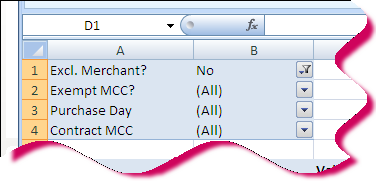 D1
fx
A B
1 Excl. Merchant? No
2 Exempt MCC? (All)
3 Purchase Day (All)
4 Contract MCC (All)